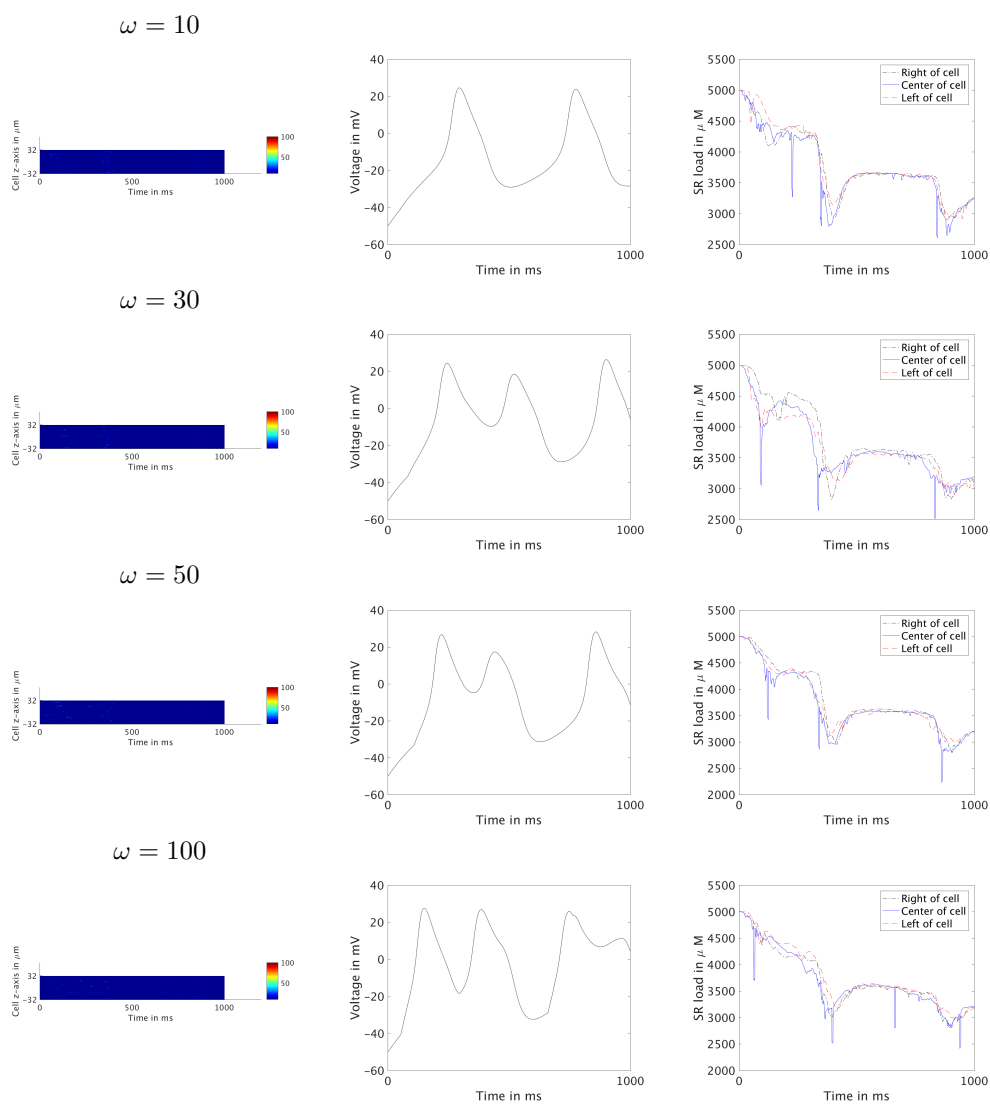 ω = 10
Cell z-axis in μm
32
-32
0
500
1000
Time in ms
100
50
Voltage in mV
40
20
0
-20
-40
-60
0
1000
Time in ms
SR load in μ M
5500
5000
4500
4000
3500
3000
2500
0
1000
Time in ms
Right of cell
Center of cell
Left of cell
ω = 30
Cell z-axis in μm
32
-32
0
500
1000
Time in ms
100
50
Voltage in mV
40
20
0
-20
-40
-60
0
1000
Time in ms
SR load in μ M
5500
5000
4500
4000
3500
3000
2500
0
1000
Time in ms
Right of cell
Center of cell
Left of cell
ω = 50
Cell z-axis in μm
32
-32
0
500
1000
Time in ms
100
50
Voltage in mV
40
20
0
-20
-40
-60
0
1000
Time in ms
SR load in μ M
5500
5000
4500
4000
3500
3000
2500
2000
0
1000
Time in ms
Right of cell
Center of cell
Left of cell
ω = 100
Cell z-axis in μm
32
-32
0
500
1000
Time in ms
100
50
Voltage in mV
40
20
0
-20
-40
-60
0
1000
Time in ms
SR load in μ M
5500
5000
4500
4000
3500
3000
2500
2000
0
1000
Time in ms
Right of cell
Center of cell
Left of cell